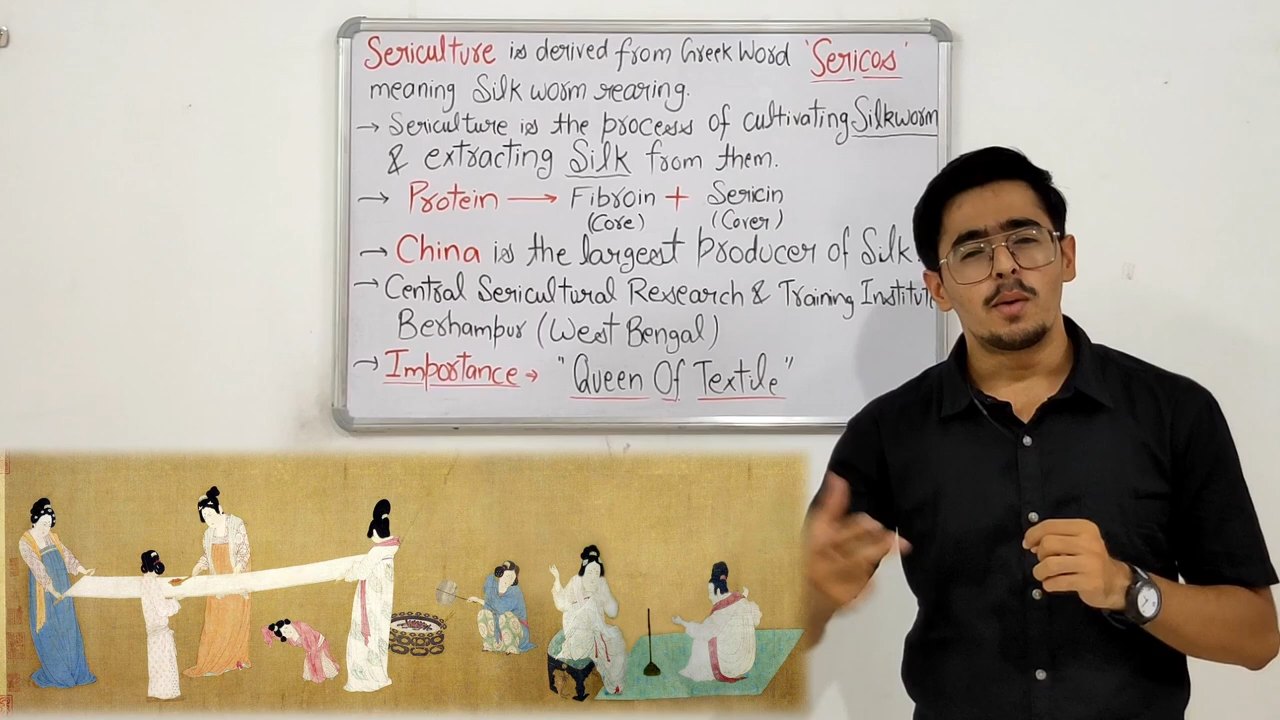 Sericulture is derived from Greek Word 'Sericos'
meaning Silk worm rearing.
→ Sericulture is the process of cultivating Silkworm
& extracting Silk from them.
→ Protein → Fibroin + Sericin
(Core) (Cover)
→ China is the largest producer of Silk.
→ Central Sericultural Research & Training Institute
Berhampur (West Bengal)
→ Importance → "Queen Of Textile"